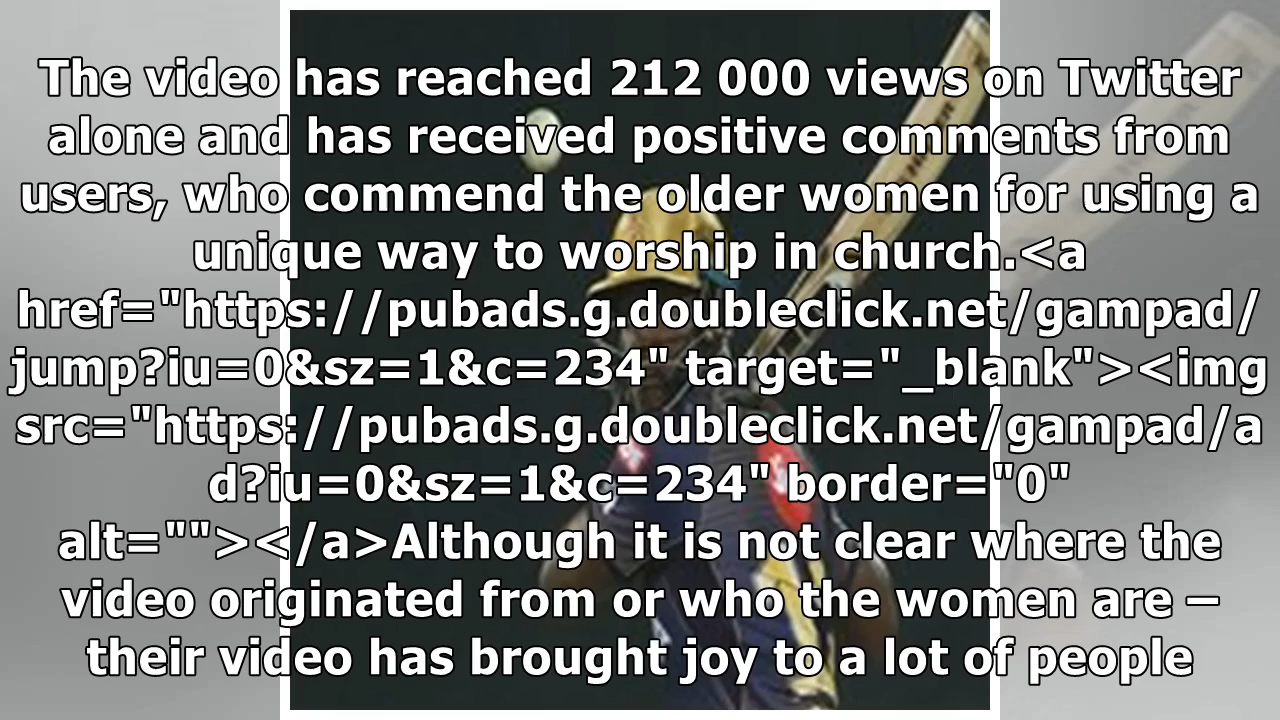 The video has reached 212 000 views on Twitter
alone and has received positive comments from
users, who commend the older women for using a
unique way to worship in church.<a
href="https://pubads.g.doubleclick.net/gampad/
jump?iu=0&sz=1&c=234" target="_blank"><img
src="https://pubads.g.doubleclick.net/gampad/a
d?iu=0&sz=1&c=234" border="0"
alt=""></a>Although it is not clear where the
video originated from or who the women are –
their video has brought joy to a lot of people